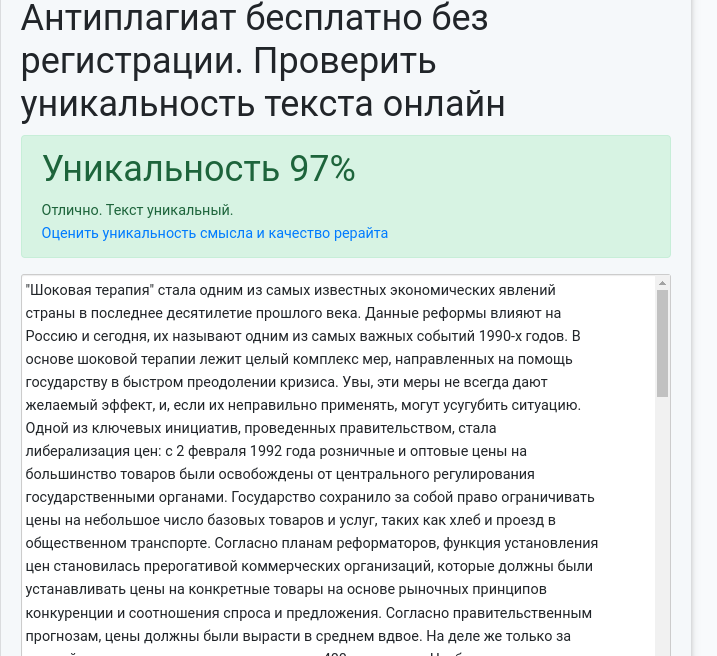 Антиплагиат бесплатно без
регистрации. Проверить
уникальность текста онлайн
Уникальность 97%
Отлично. Текст уникальный.
Оценить уникальность смысла и качество рерайта
"Шоковая терапия" стала одним из самых известных экономических явлений
страны в последнее десятилетие прошлого века. Данные реформы влияют на
Россию и сегодня, их называют одним из самых важных событий 1990-х годов. В
основе шоковой терапии лежит целый комплекс мер, направленных на помощь
государству в быстром преодолении кризиса. Увы, эти меры не всегда дают
желаемый эффект, и, если их неправильно применять, могут усугубить ситуацию.
Одной из ключевых инициатив, проведенных правительством, стала
либерализация цен: с 2 февраля 1992 года розничные и оптовые цены на
большинство товаров были освобождены от центрального регулирования
государственными органами. Государство сохранило за собой право ограничивать
цены на небольшое число базовых товаров и услуг, таких как хлеб и проезд в
общественном транспорте. Согласно планам реформаторов, функция установления
цен становилась прерогативой коммерческих организаций, которые должны были
устанавливать цены на конкретные товары на основе рыночных принципов
конкуренции и соотношения спроса и предложения. Согласно правительственным
прогнозам, цены должны были вырасти в среднем вдвое. На деле же только за